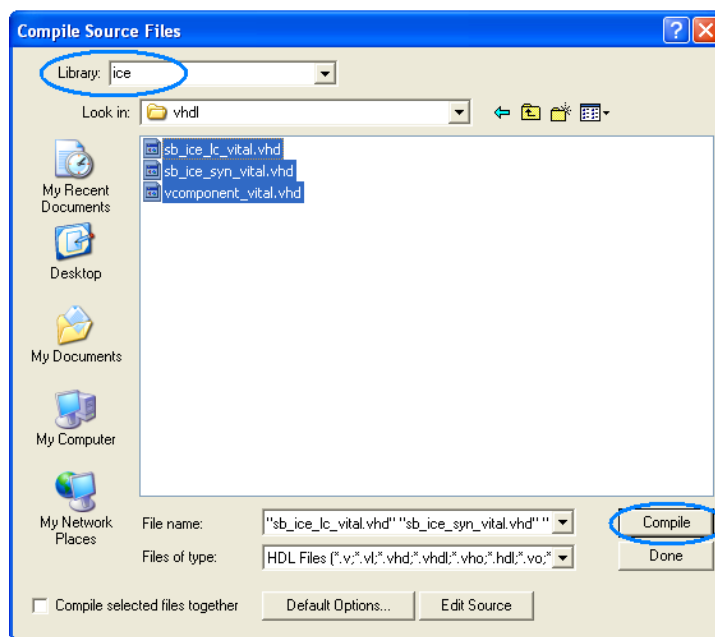 Compile Source Files
Library: ice
Look in: vhdl
sb_ice_lc_vital.vhd
sb_ice_syn_vital.vhd
vcomponent_vital.vhd
My Recent
Documents
Desktop
My Documents
My Computer
My Network
Places
File name: "sb_ice_lc_vital.vhd" "sb_ice_syn_vital.vhd" " Compile
Files of type: HDL Files (*.v;*.vl;*.vhd;*.vhdl;*.vho;*.hdl;*.vo;* Done
Compile selected files together Default Options... Edit Source